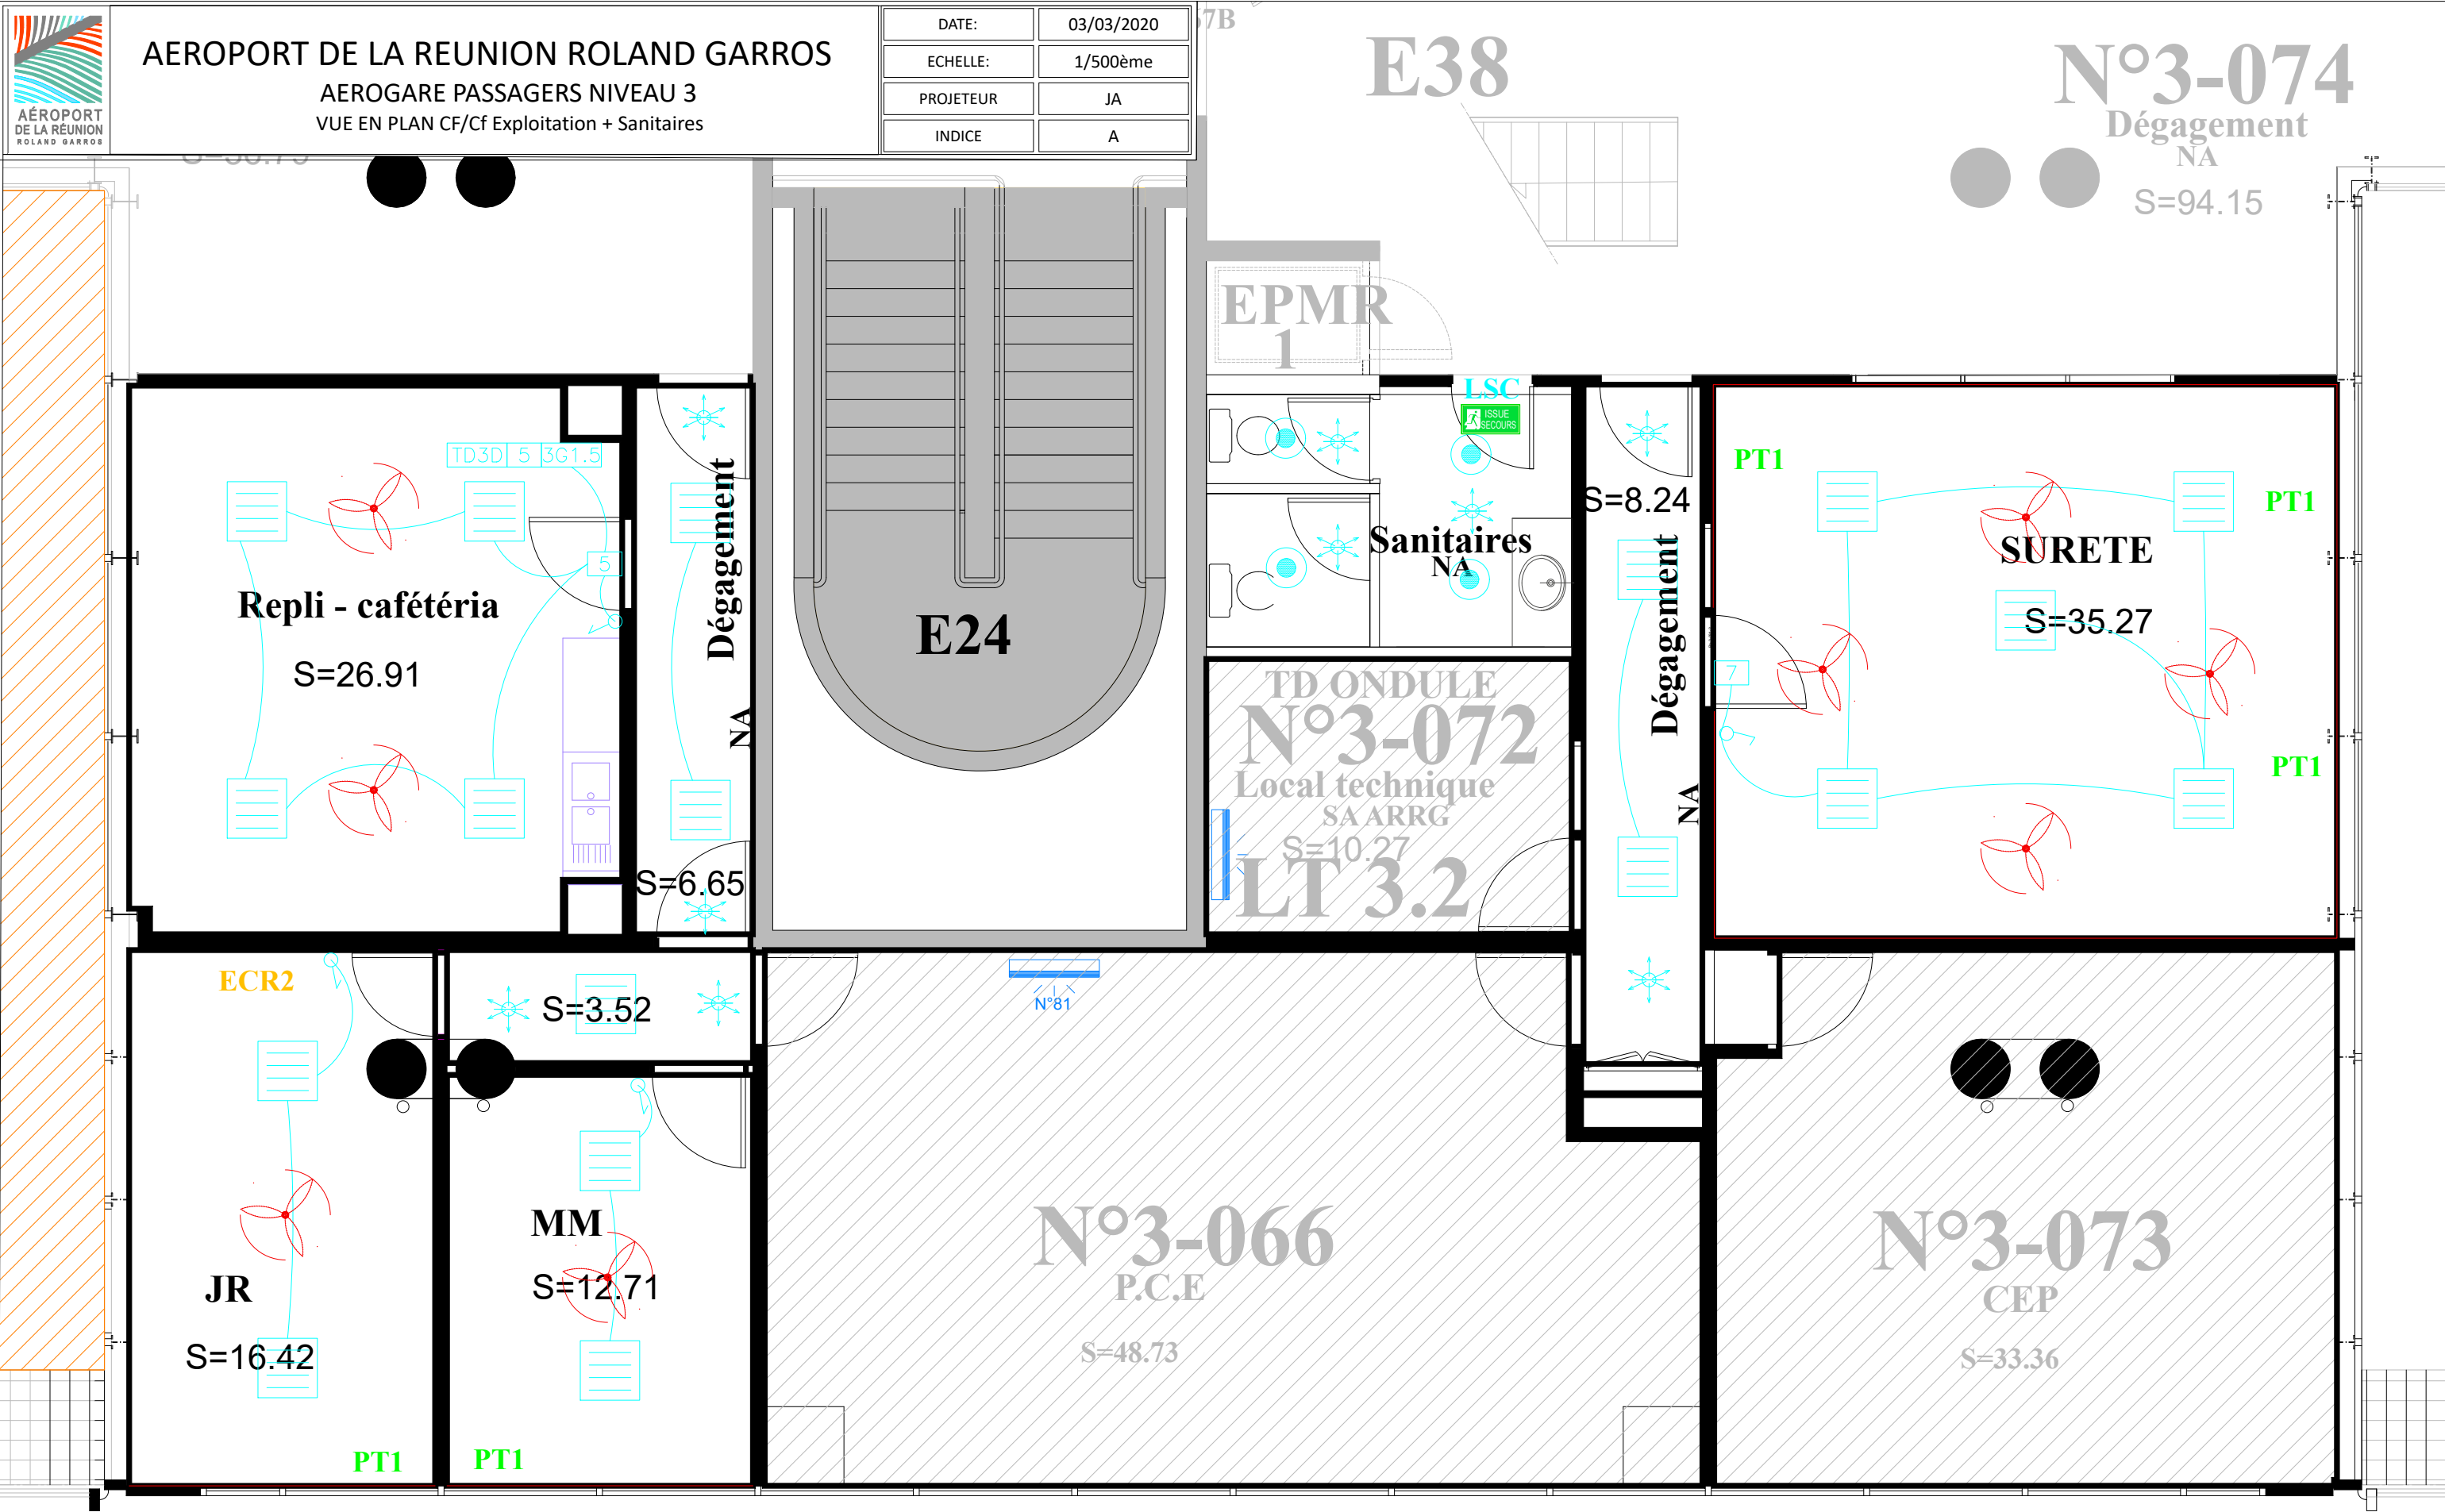 AÉROPORT
DE LA RÉUNION
ROLAND GARROS
AEROPORT DE LA REUNION ROLAND GARROS
AEROGARE PASSAGERS NIVEAU 3
VUE EN PLAN CF/Cf Exploitation + Sanitaires
DATE: 03/03/2020
ECHELLE: 1/500ème
PROJETEUR JA
INDICE A
E38
N°3-074
Dégagement
NA
S=94.15
EPMR
1
LSC
ISSUE
SECOURS
TD3D 5 3G1.5
5
Repli - cafétéria
S=26.91
Dégagement
NA
S=6.65
E24
Sanitaires
NA
S=8.24
Dégagement
NA
PT1
PT1
SURETE
S=35.27
7
PT1
TD ONDULE
N°3-072
Local technique
SA ARRG
S=10.27
LT 3.2
ECR2
S=3.52
N°81
JR
S=16.42
PT1
MM
S=12.71
PT1
N°3-066
P.C.E
S=48.73
N°3-073
CEP
S=33.36